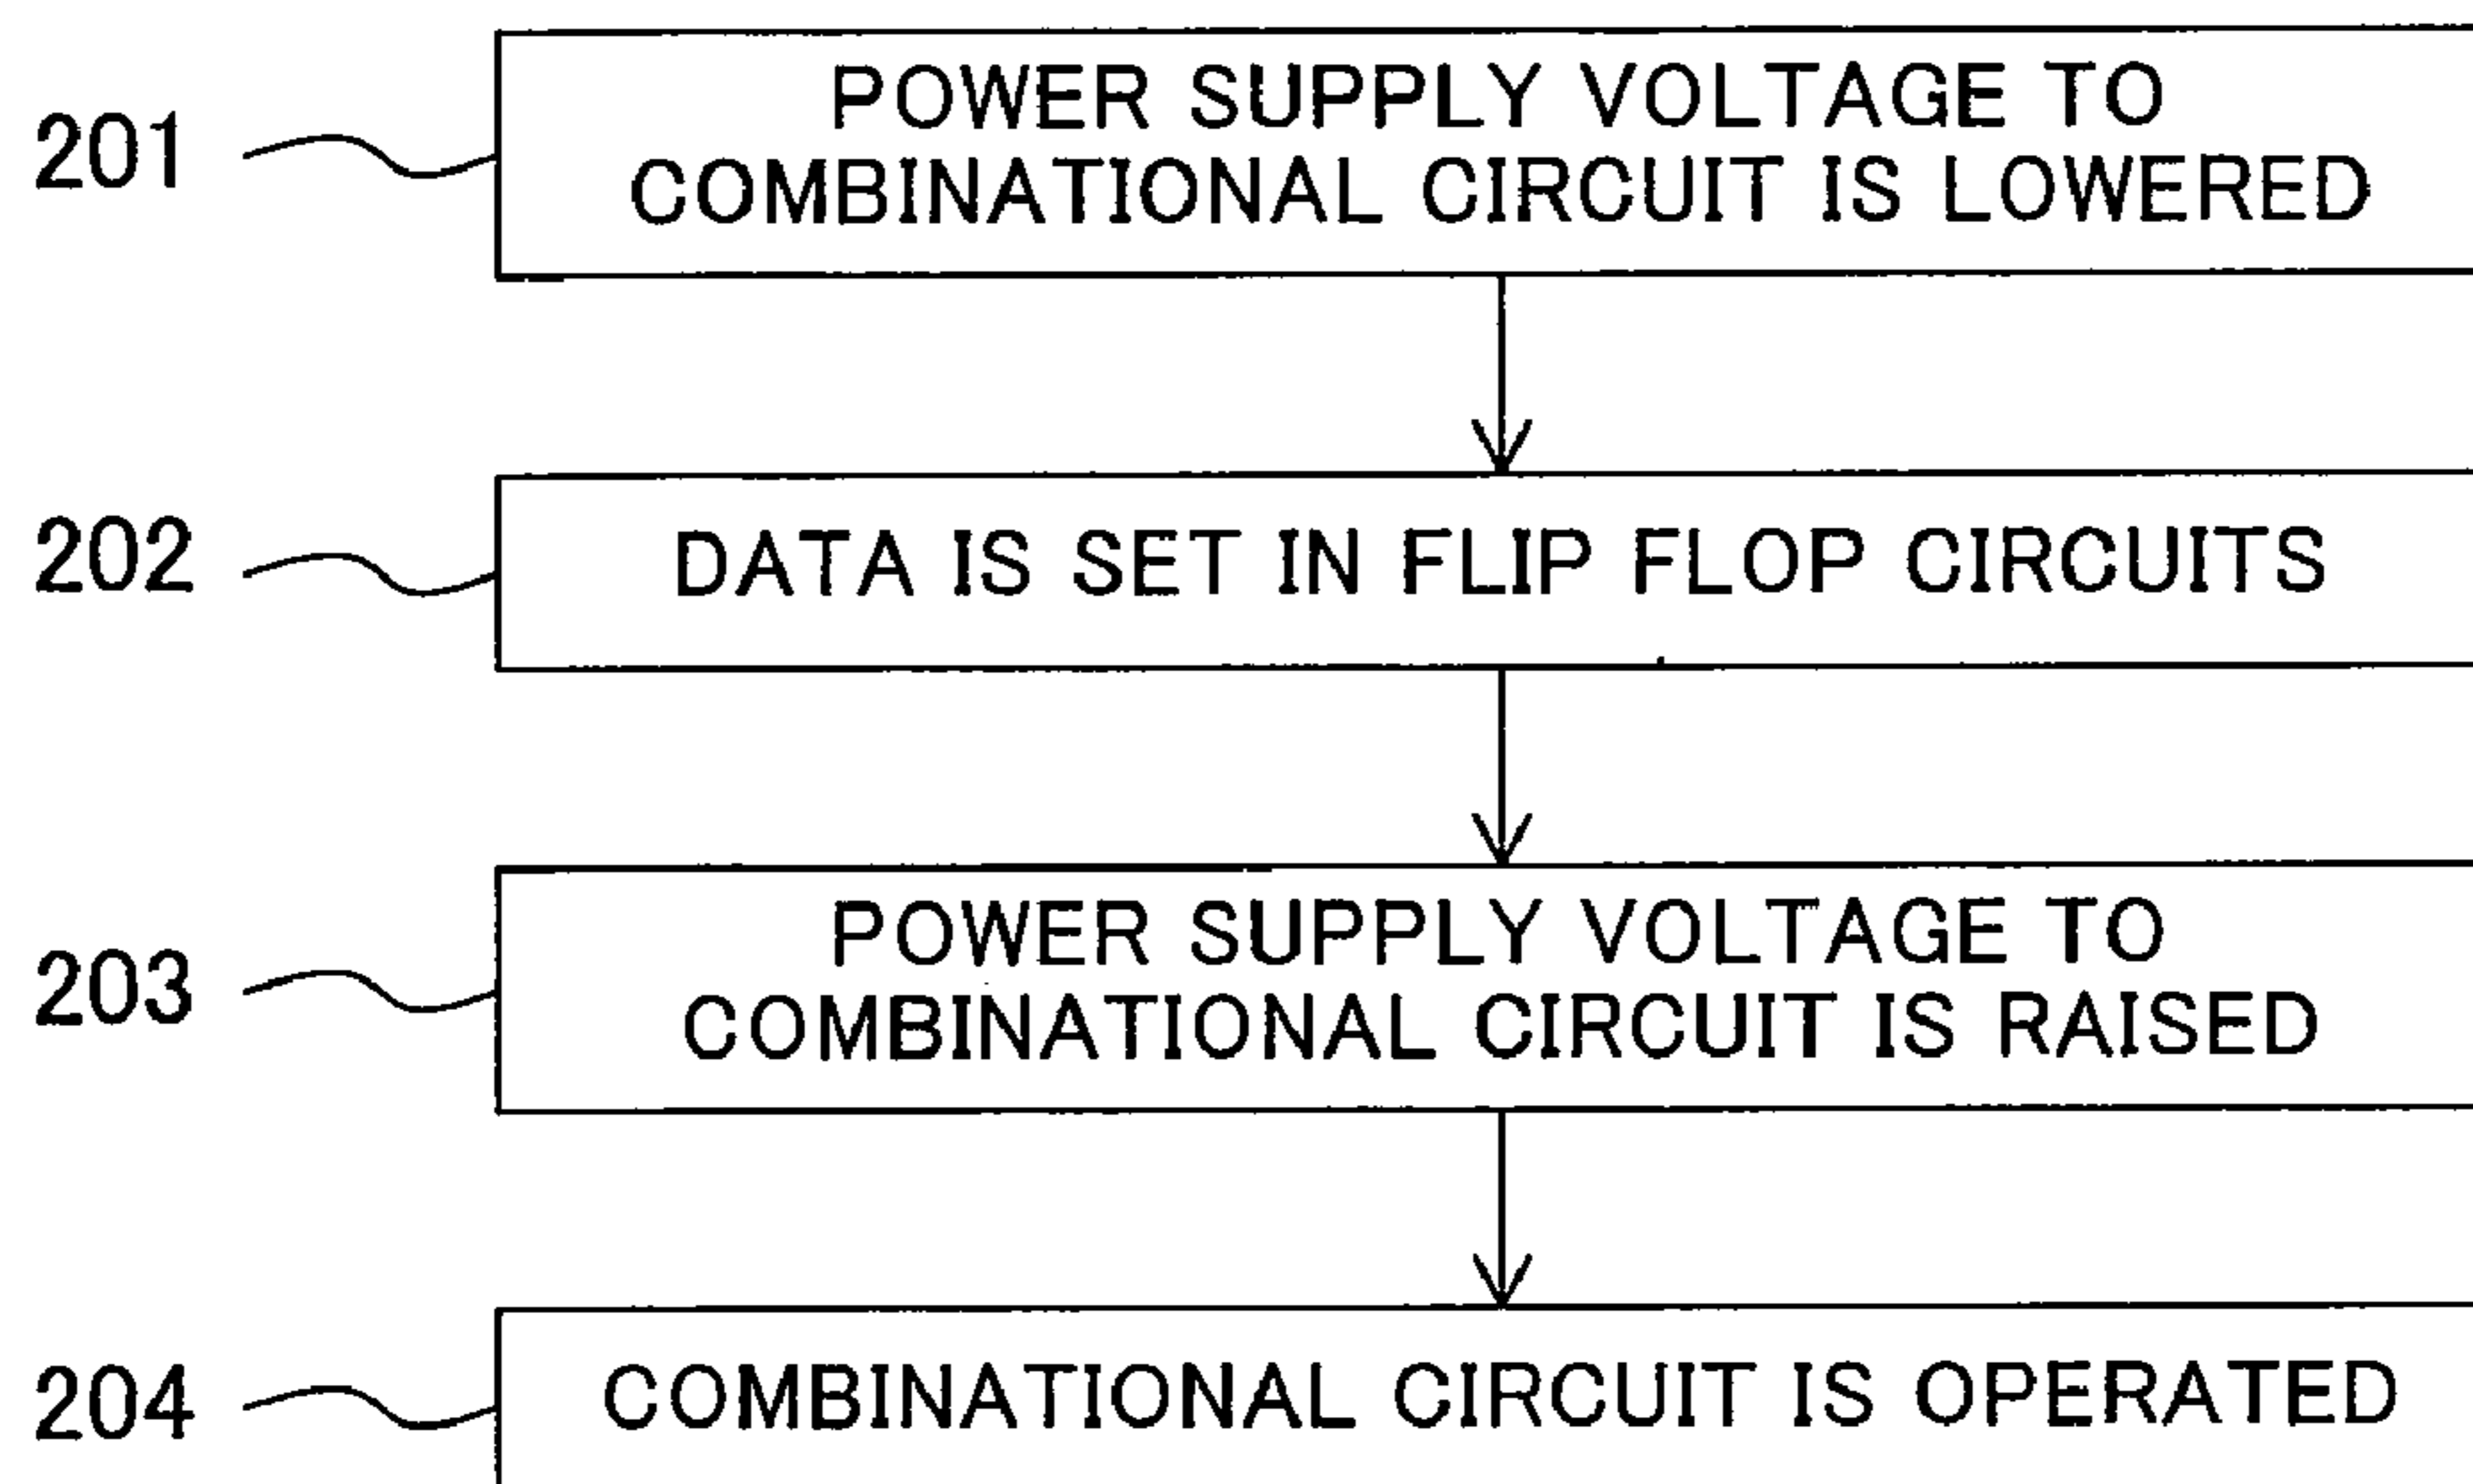 201
POWER SUPPLY VOLTAGE TO
COMBINATIONAL CIRCUIT IS LOWERED
202
DATA IS SET IN FLIP FLOP CIRCUITS
203
POWER SUPPLY VOLTAGE TO
COMBINATIONAL CIRCUIT IS RAISED
204
COMBINATIONAL CIRCUIT IS OPERATED